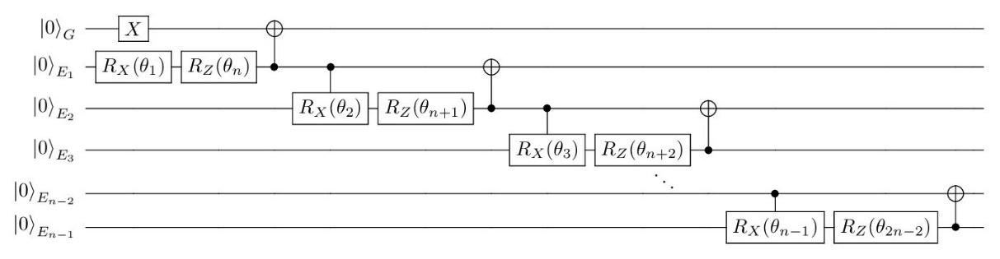 |0⟩_G X
|0⟩_{E_1} R_X(θ_1) R_Z(θ_n)
|0⟩_{E_2} R_X(θ_2) R_Z(θ_{n+1})
|0⟩_{E_3} R_X(θ_3) R_Z(θ_{n+2})
⋱
|0⟩_{E_{n−2}}
|0⟩_{E_{n−1}} R_X(θ_{n−1}) R_Z(θ_{2n−2})